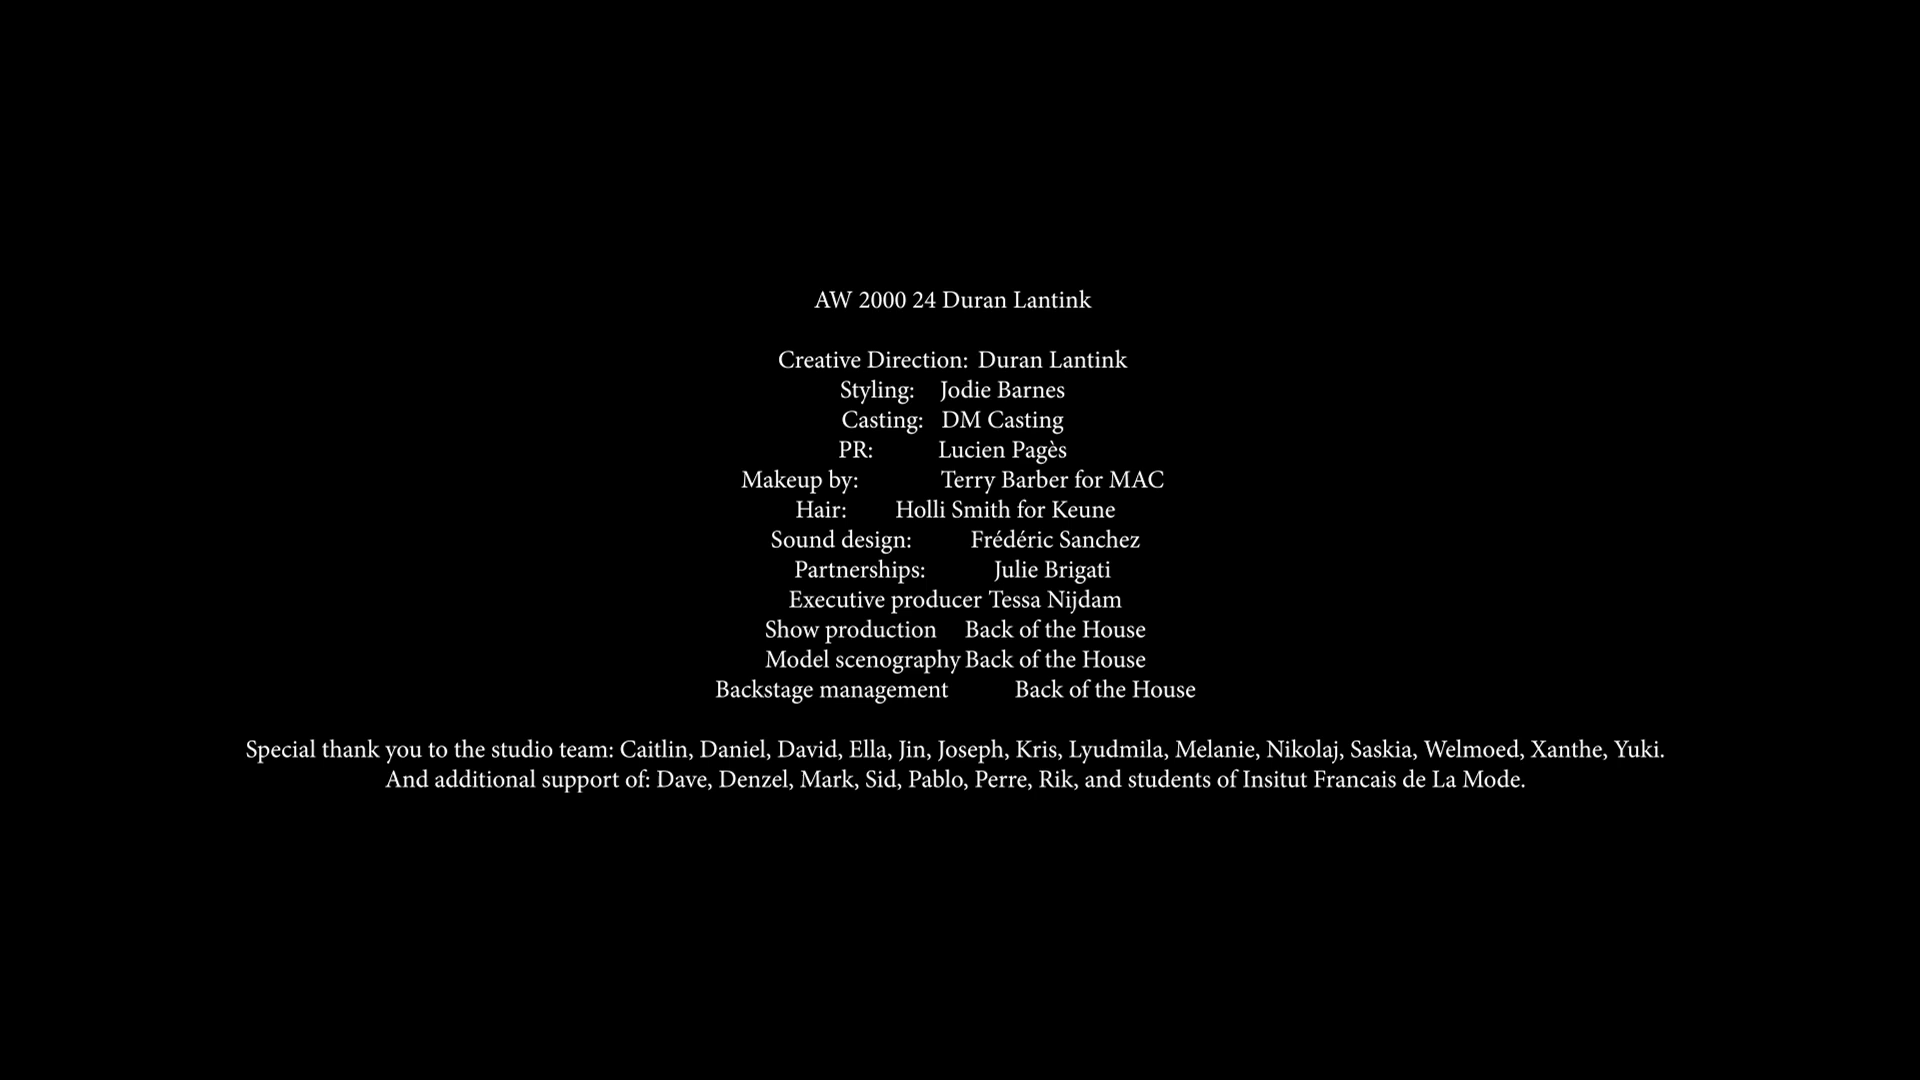 AW 2000 24 Duran Lantink
Creative Direction: Duran Lantink
Styling: Jodie Barnes
Casting: DM Casting
PR: Lucien Pagès
Makeup by: Terry Barber for MAC
Hair: Holli Smith for Keune
Sound design: Frédéric Sanchez
Partnerships: Julie Brigati
Executive producer Tessa Nijdam
Show production Back of the House
Model scenography Back of the House
Backstage management Back of the House
Special thank you to the studio team: Caitlin, Daniel, David, Ella, Jin, Joseph, Kris, Lyudmila, Melanie, Nikolaj, Saskia, Welmoed, Xanthe, Yuki.
And additional support of: Dave, Denzel, Mark, Sid, Pablo, Perre, Rik, and students of Insitut Francais de La Mode.